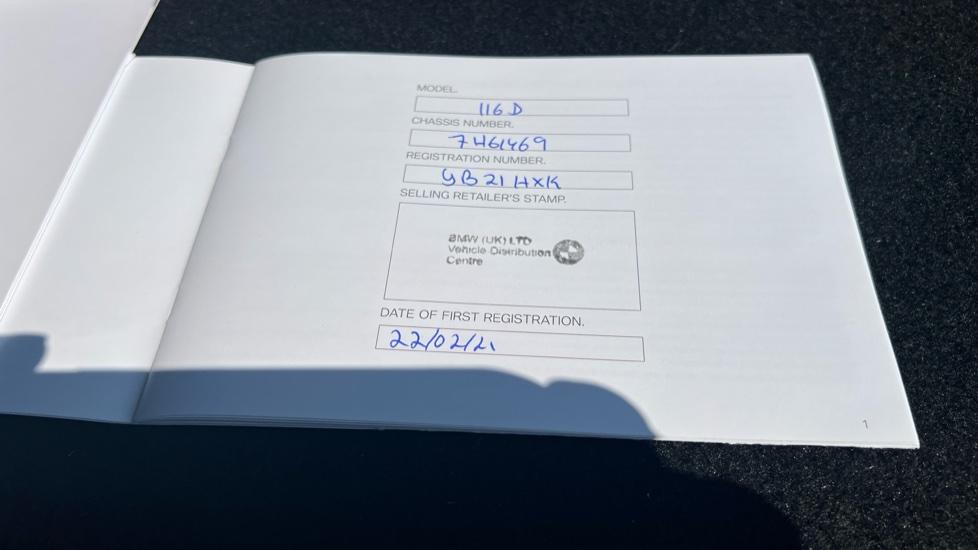 MODEL.
116D
CHASSIS NUMBER.
7H61469
REGISTRATION NUMBER.
YB21 HXK
SELLING RETAILER'S STAMP.
BMW (UK) LTD
Vehicle Distribution
Centre
DATE OF FIRST REGISTRATION.
22/02/21
1